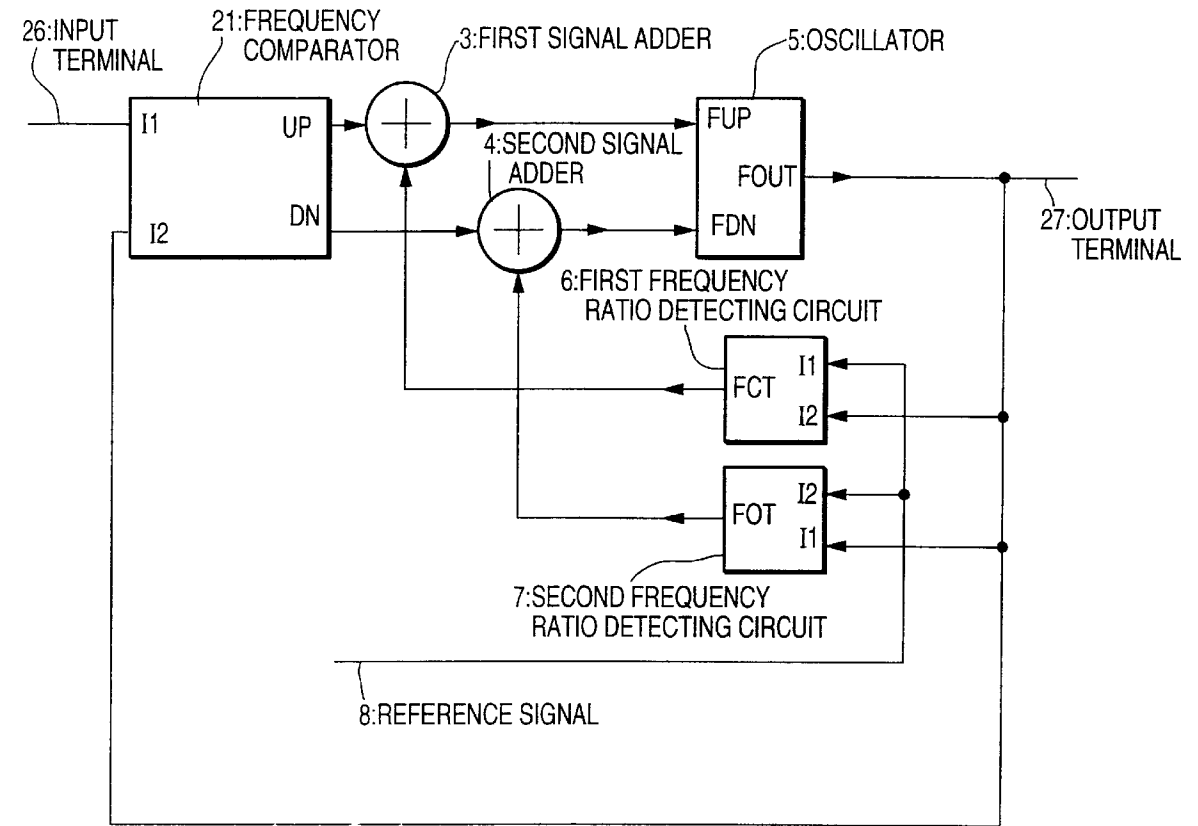 26:INPUT
TERMINAL
21:FREQUENCY
COMPARATOR
3:FIRST SIGNAL ADDER
5:OSCILLATOR
I1
UP
FUP
4:SECOND SIGNAL
ADDER
FOUT
I2
DN
FDN
27:OUTPUT
TERMINAL
6:FIRST FREQUENCY
RATIO DETECTING CIRCUIT
I1
FCT
I2
I2
FOT
I1
7:SECOND FREQUENCY
RATIO DETECTING CIRCUIT
8:REFERENCE SIGNAL